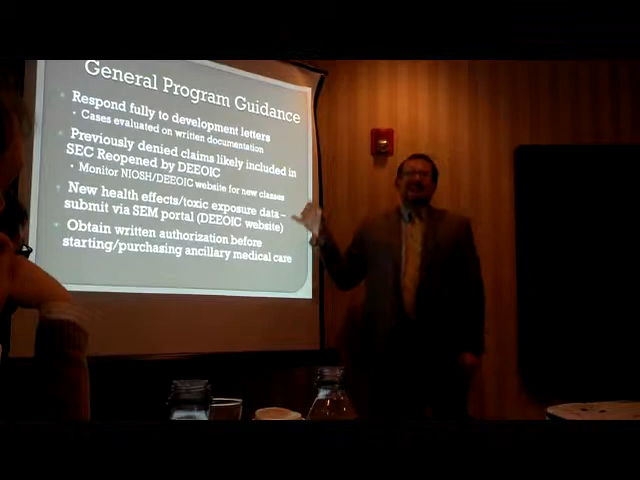 General Program Guidance
Respond fully to development letters
Cases evaluated on written documentation
Previously denied claims likely included in
SEC Reopened by DEEOIC
Monitor NIOSH/DEEOIC website for new classes
New health effects/toxic exposure data –
submit via SEM portal (DEEOIC website)
Obtain written authorization before
starting/purchasing ancillary medical care